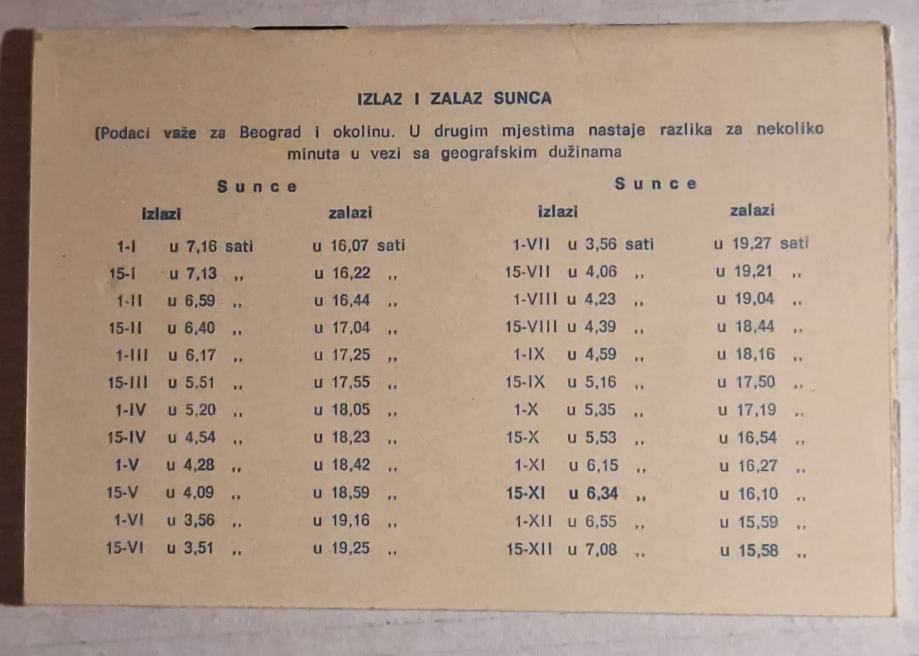 IZLAZ I ZALAZ SUNCA
(Podaci važe za Beograd i okolinu. U drugim mjestima nastaje razlika za nekoliko
minuta u vezi sa geografskim dužinama
Sunce Sunce
izlazi zalazi izlazi zalazi
1-I u 7,16 sati u 16,07 sati 1-VII u 3,56 sati u 19,27 sati
15-I u 7,13 „ u 16,22 „ 15-VII u 4,06 „ u 19,21 „
1-II u 6,59 „ u 16,44 „ 1-VIII u 4,23 „ u 19,04 „
15-II u 6,40 „ u 17,04 „ 15-VIII u 4,39 „ u 18,44 „
1-III u 6,17 „ u 17,25 „ 1-IX u 4,59 „ u 18,16 „
15-III u 5,51 „ u 17,55 „ 15-IX u 5,16 „ u 17,50 „
1-IV u 5,20 „ u 18,05 „ 1-X u 5,35 „ u 17,19 „
15-IV u 4,54 „ u 18,23 „ 15-X u 5,53 „ u 16,54 „
1-V u 4,28 „ u 18,42 „ 1-XI u 6,15 „ u 16,27 „
15-V u 4,09 „ u 18,59 „ 15-XI u 6,34 „ u 16,10 „
1-VI u 3,56 „ u 19,16 „ 1-XII u 6,55 „ u 15,59 „
15-VI u 3,51 „ u 19,25 „ 15-XII u 7,08 „ u 15,58 „